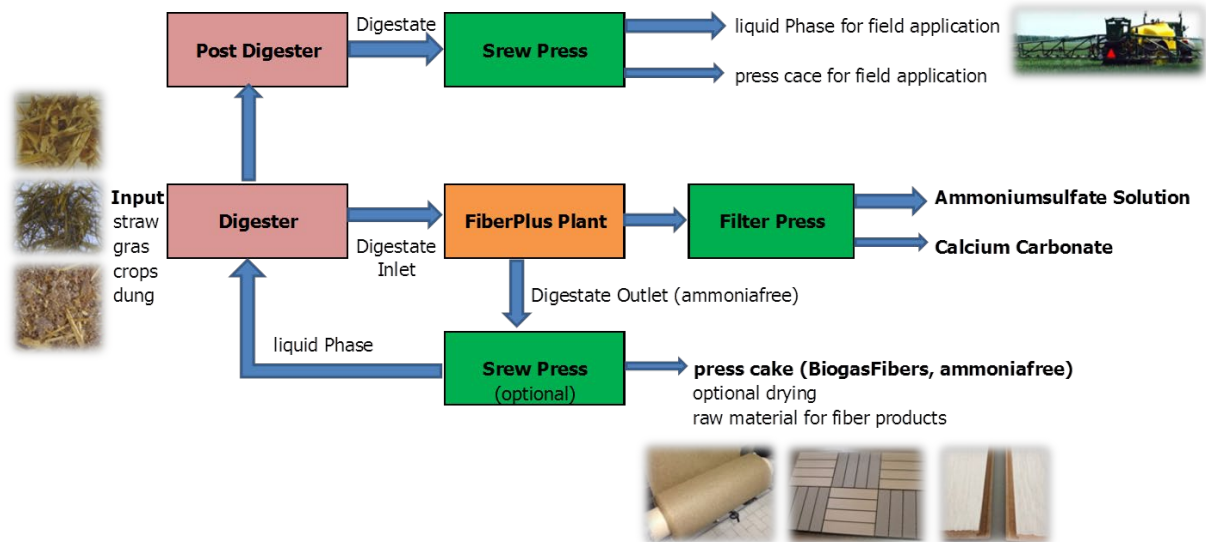 Digestate
Post Digester
Srew Press
liquid Phase for field application
press cace for field application
Input
straw
gras
crops
dung
Digester
Digestate
Inlet
FiberPlus Plant
Filter Press
Ammoniumsulfate Solution
Calcium Carbonate
Digestate Outlet (ammoniafree)
liquid Phase
Srew Press
(optional)
press cake (BiogasFibers, ammoniafree)
optional drying
raw material for fiber products